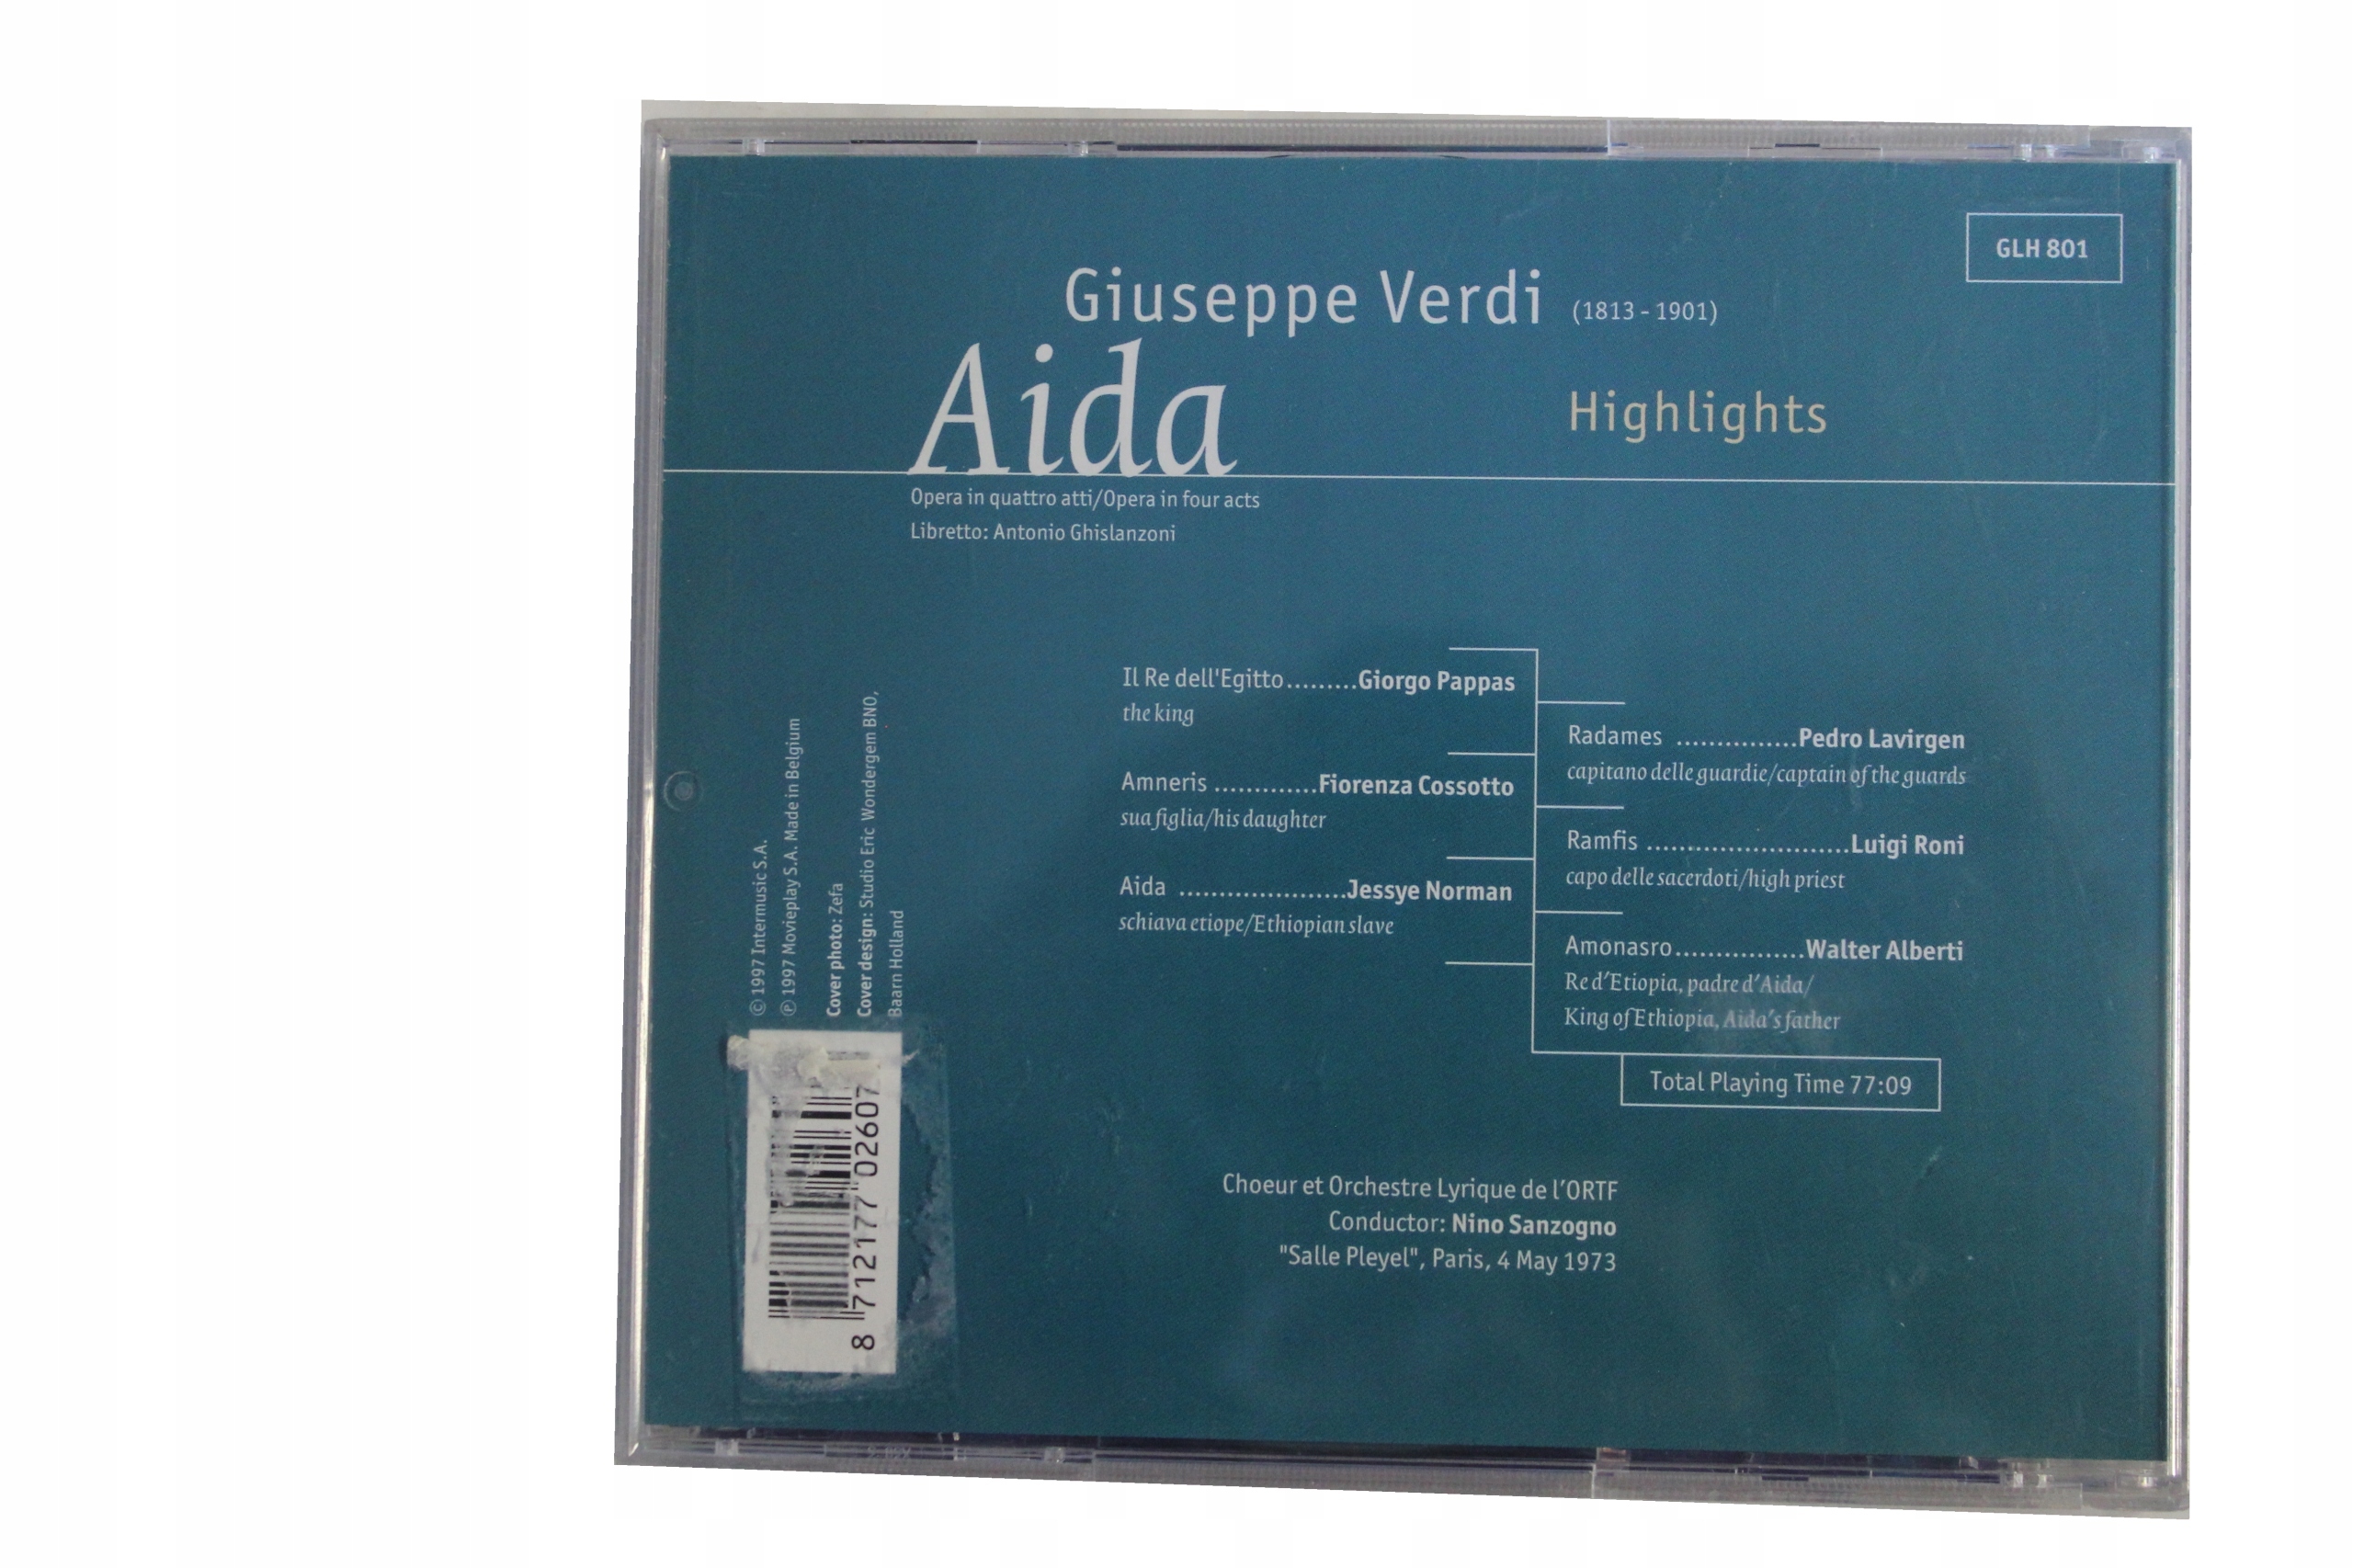 GLH 801
Giuseppe Verdi (1813 - 1901)
Aida
Highlights
Opera in quattro atti/Opera in four acts
Libretto: Antonio Ghislanzoni
Il Re dell'Egitto.........Giorgo Pappas
the king
Amneris .............Fiorenza Cossotto
sua figlia/his daughter
Aida .....................Jessye Norman
schiava etiope/Ethiopian slave
Radames ...............Pedro Lavirgen
capitano delle guardie/captain of the guards
Ramfis .........................Luigi Roni
capo delle sacerdoti/high priest
Amonasro................Walter Alberti
Re d'Etiopia, padre d'Aida/
King of Ethiopia, Aida's father
Total Playing Time 77:09
Choeur et Orchestre Lyrique de l'ORTF
Conductor: Nino Sanzogno
"Salle Pleyel", Paris, 4 May 1973
© 1997 Intermusic S.A.
℗ 1997 Movieplay S.A. Made in Belgium
Cover photo: Zefa
Cover design: Studio Eric Wondergem BNO,
Baarn Holland
8 712177 02607